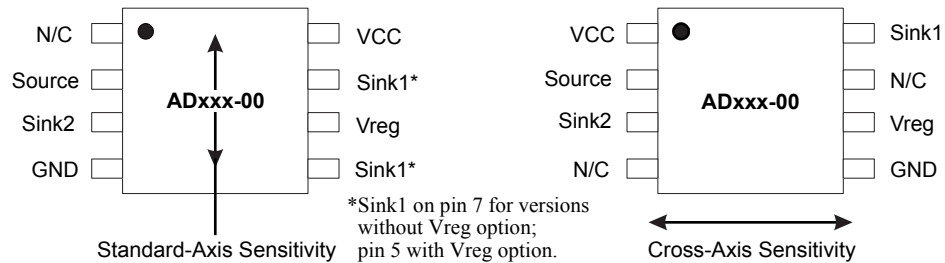 N/C VCC VCC Sink1
Source Sink1* Source N/C
ADxxx-00 ADxxx-00
Sink2 Vreg Sink2 Vreg
GND Sink1* N/C GND
*Sink1 on pin 7 for versions
without Vreg option;
pin 5 with Vreg option.
Standard-Axis Sensitivity Cross-Axis Sensitivity